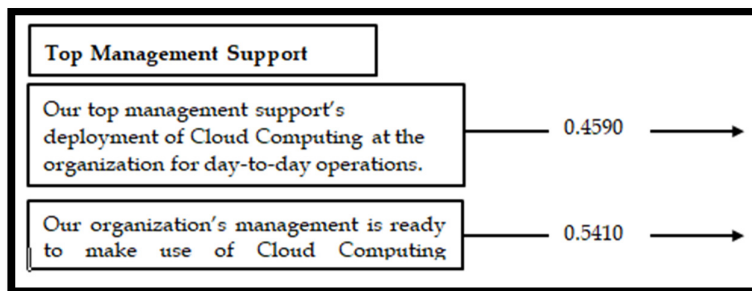 Top Management Support
Our top management support's
deployment of Cloud Computing at the
organization for day-to-day operations.
0.4590
Our organization's management is ready
to make use of Cloud Computing
0.5410